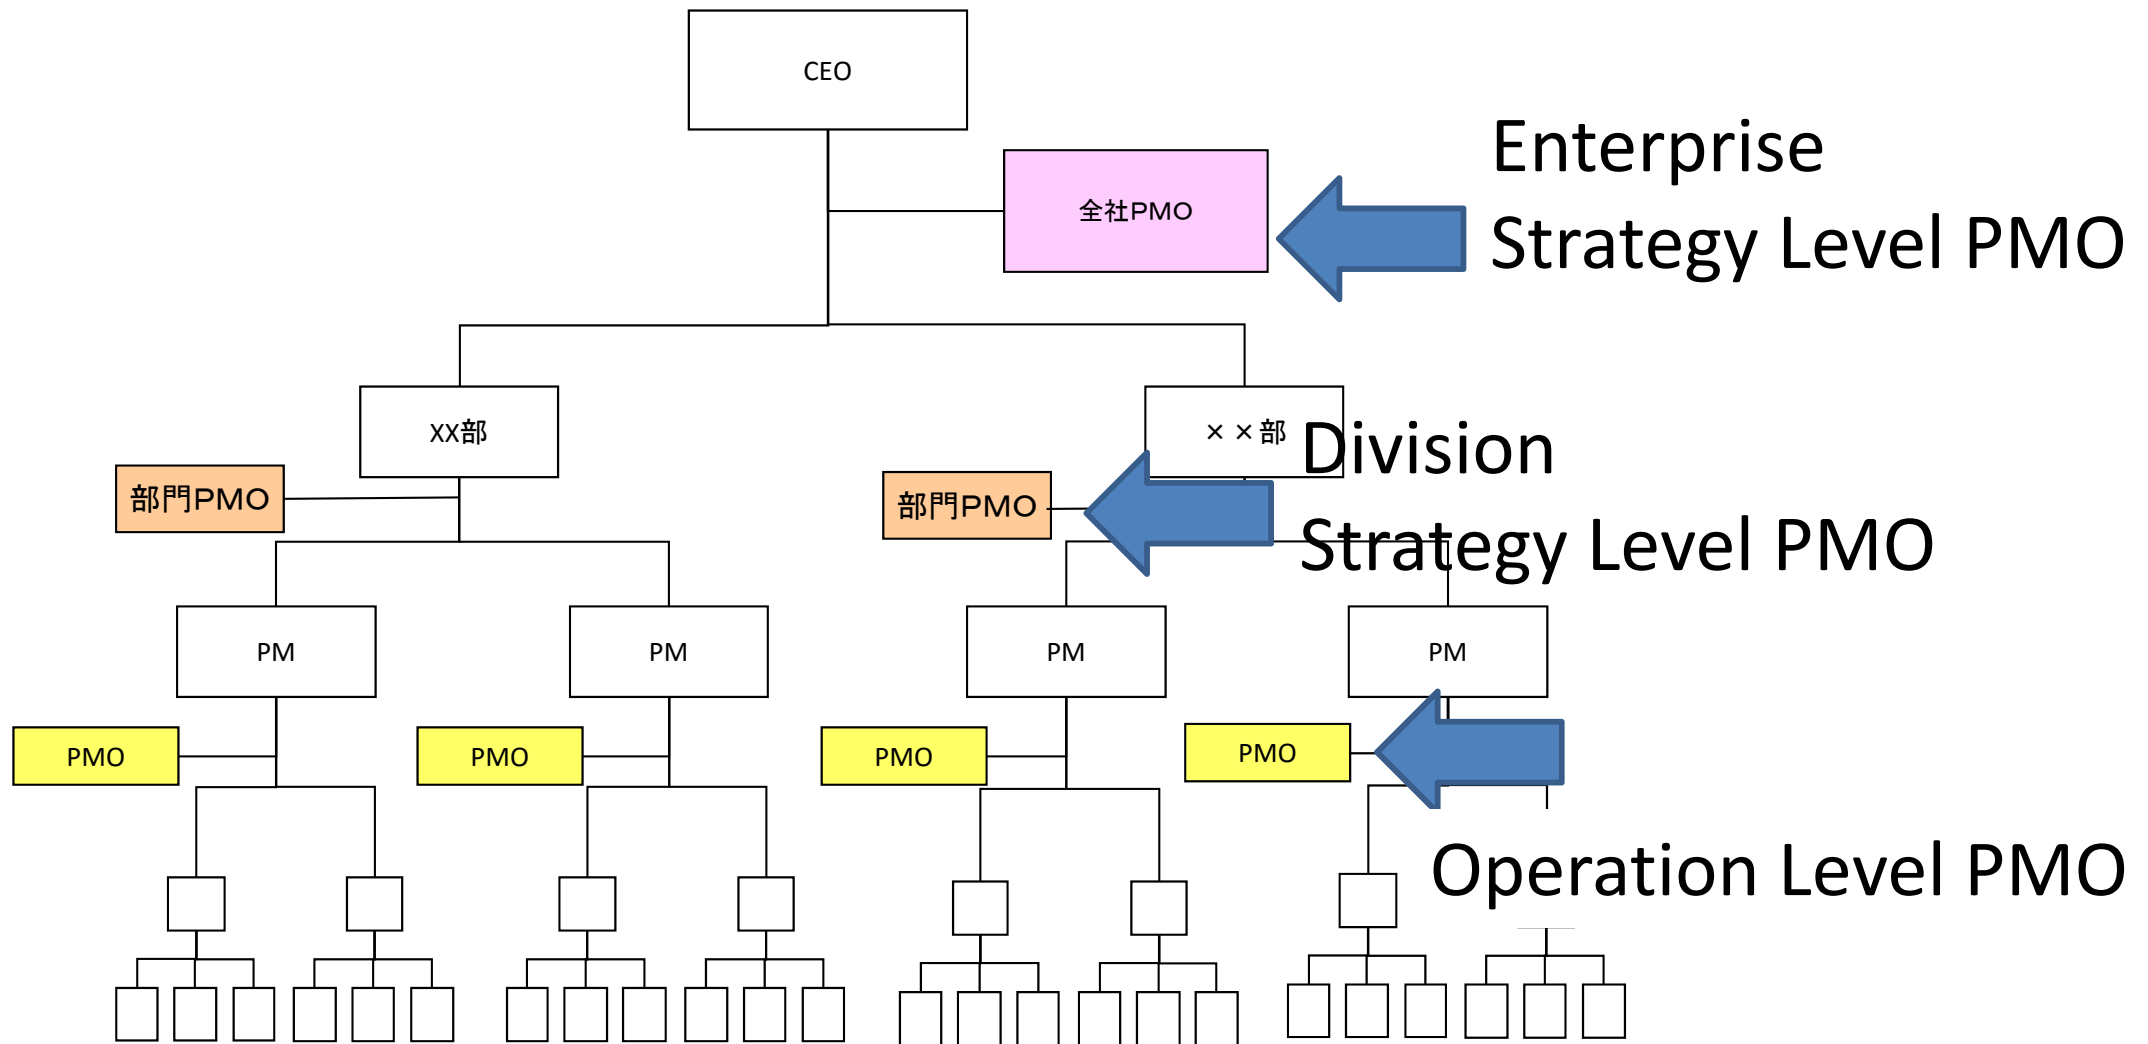 CEO
Enterprise
Strategy Level PMO
全社PMO
XX部
××部
Division
Strategy Level PMO
部門PMO
部門PMO
PM
PM
PM
PM
PMO
PMO
PMO
PMO
Operation Level PMO